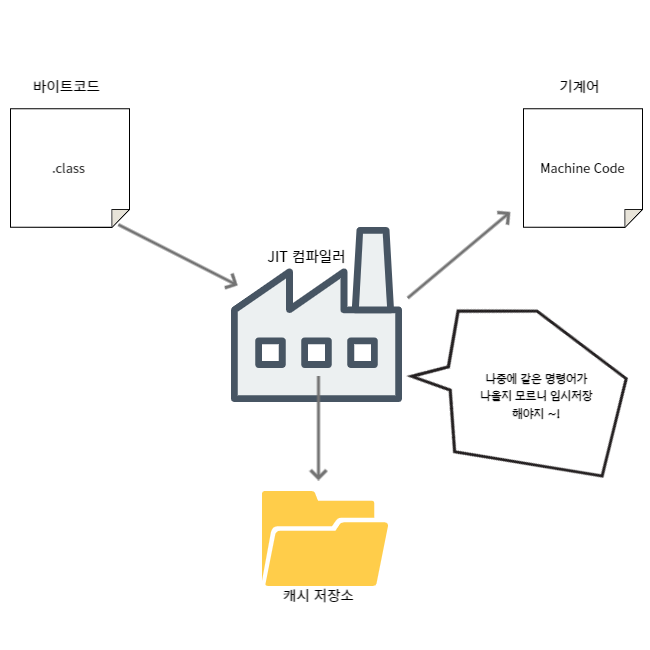 바이트코드
기계어
.class
Machine Code
JIT 컴파일러
나중에 같은 명령어가
나올지 모르니 임시저장
해야지 ~!
캐시 저장소